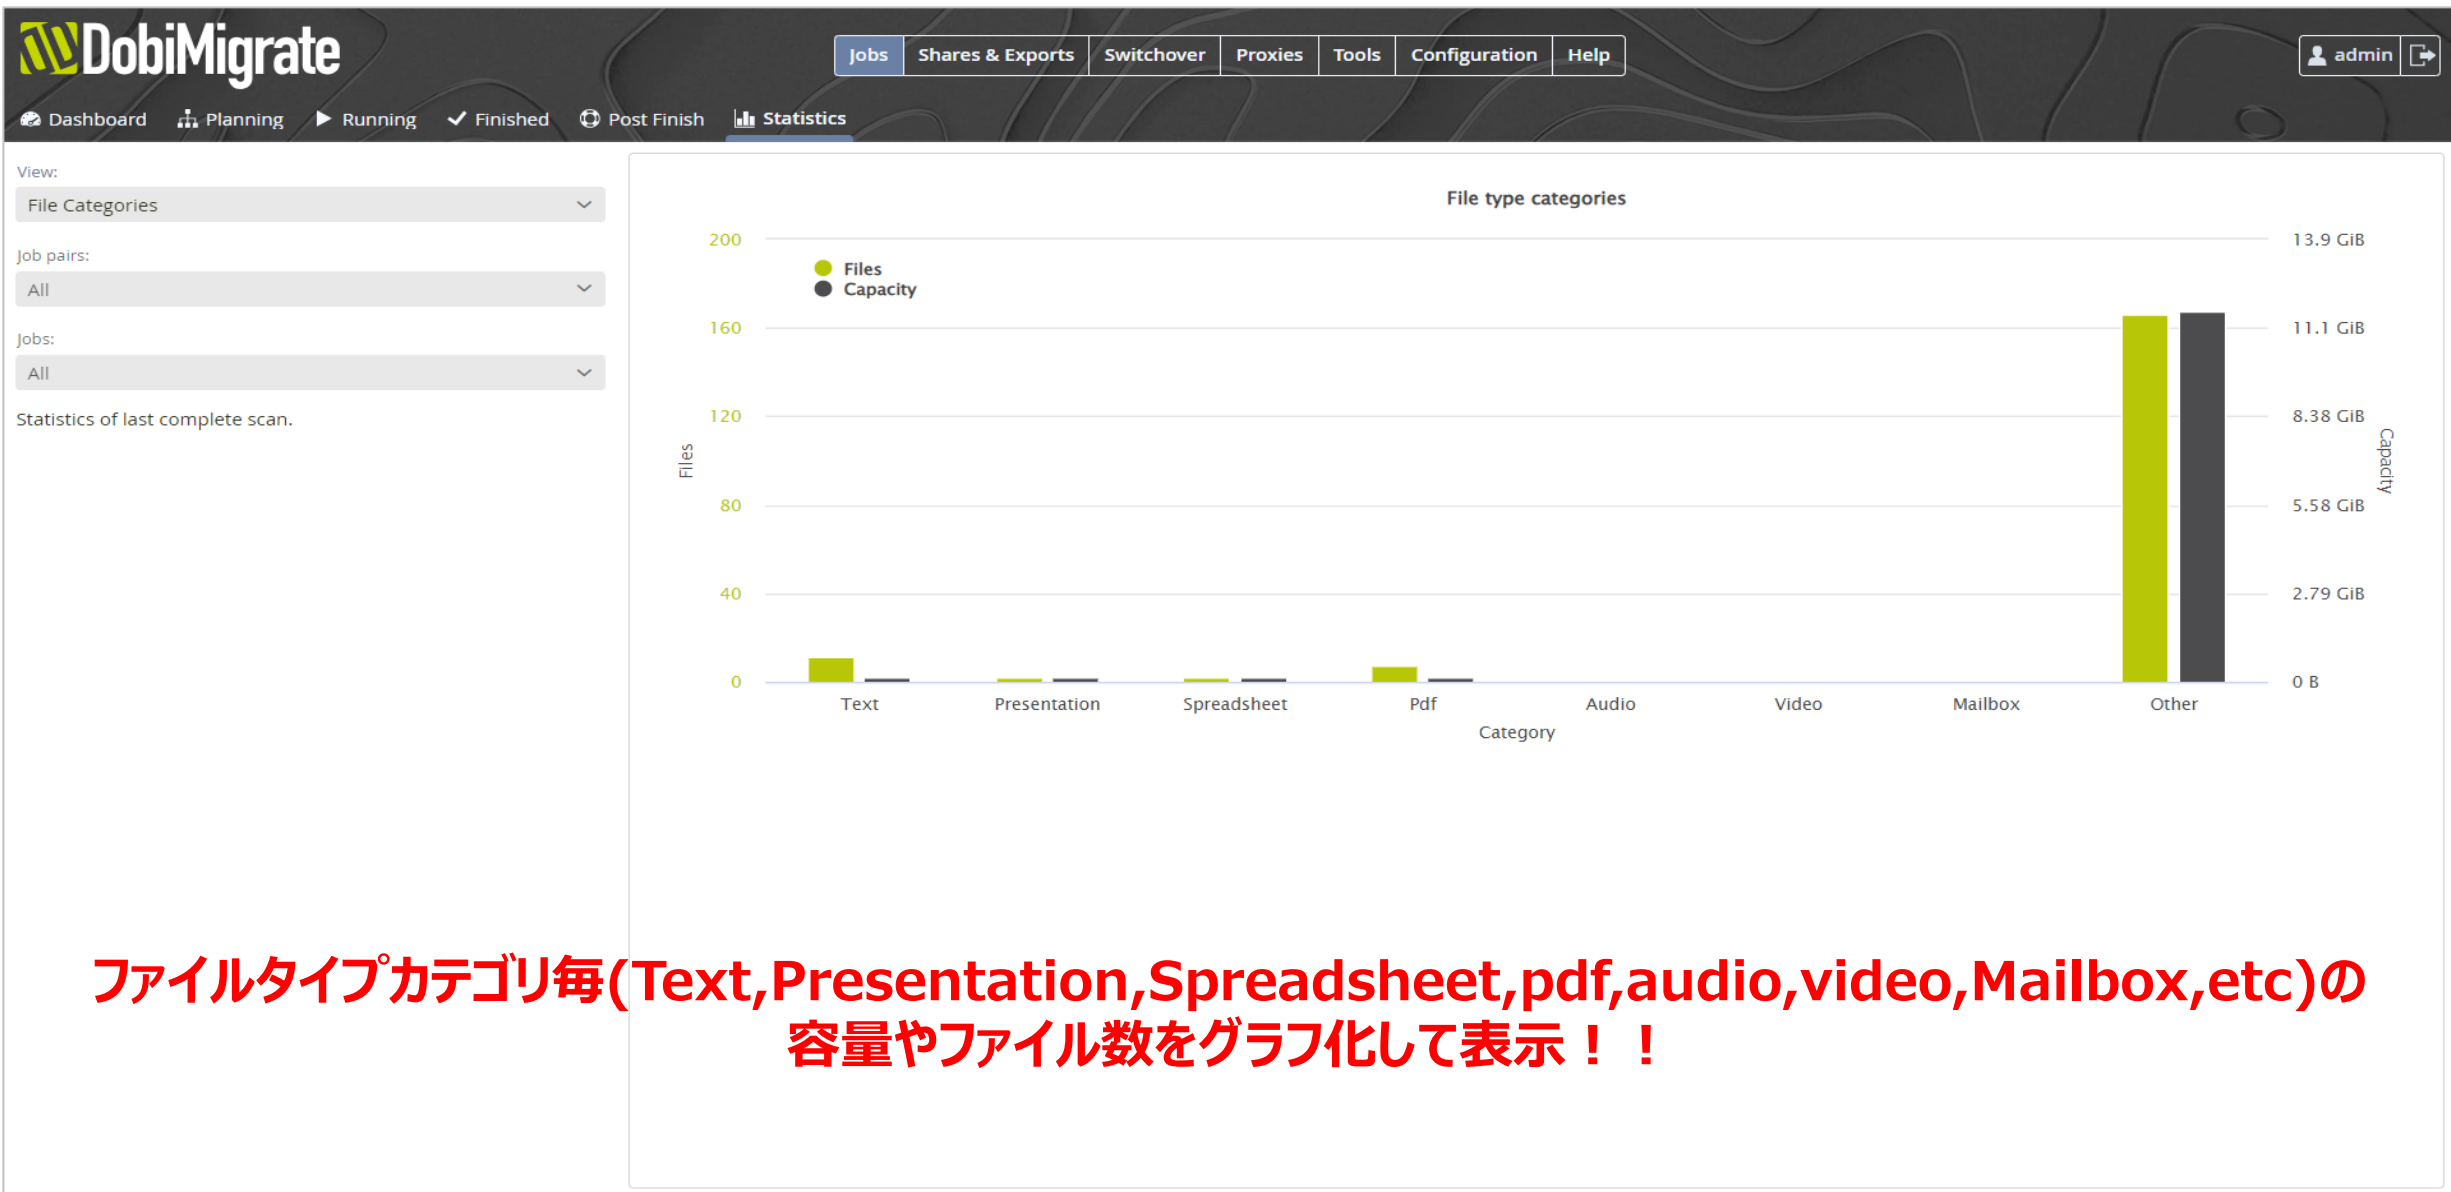 DobiMigrate
Jobs Shares & Exports Switchover Proxies Tools Configuration Help
admin
Dashboard Planning Running Finished Post Finish Statistics
View:
File Categories
Job pairs:
All
Jobs:
All
Statistics of last complete scan.
File type categories
Files
Capacity
200 13.9 GiB
160 11.1 GiB
120 8.38 GiB
80 5.58 GiB
40 2.79 GiB
0 0 B
Files
Capacity
Text Presentation Spreadsheet Pdf Audio Video Mailbox Other
Category
ファイルタイプカテゴリ毎(Text,Presentation,Spreadsheet,pdf,audio,video,Mailbox,etc)の
容量やファイル数をグラフ化して表示！！